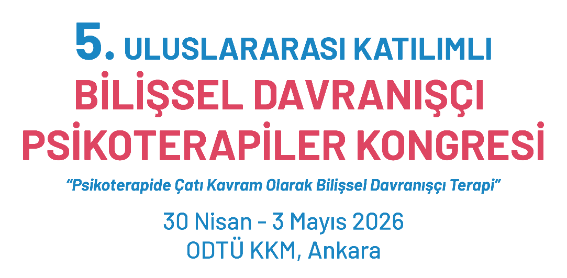 5. ULUSLARARASI KATILIMLI
BİLİŞSEL DAVRANIŞÇI
PSİKOTERAPİLER KONGRESİ
“Psikoterapide Çatı Kavram Olarak Bilişsel Davranışçı Terapi”
30 Nisan - 3 Mayıs 2026
ODTÜ KKM, Ankara